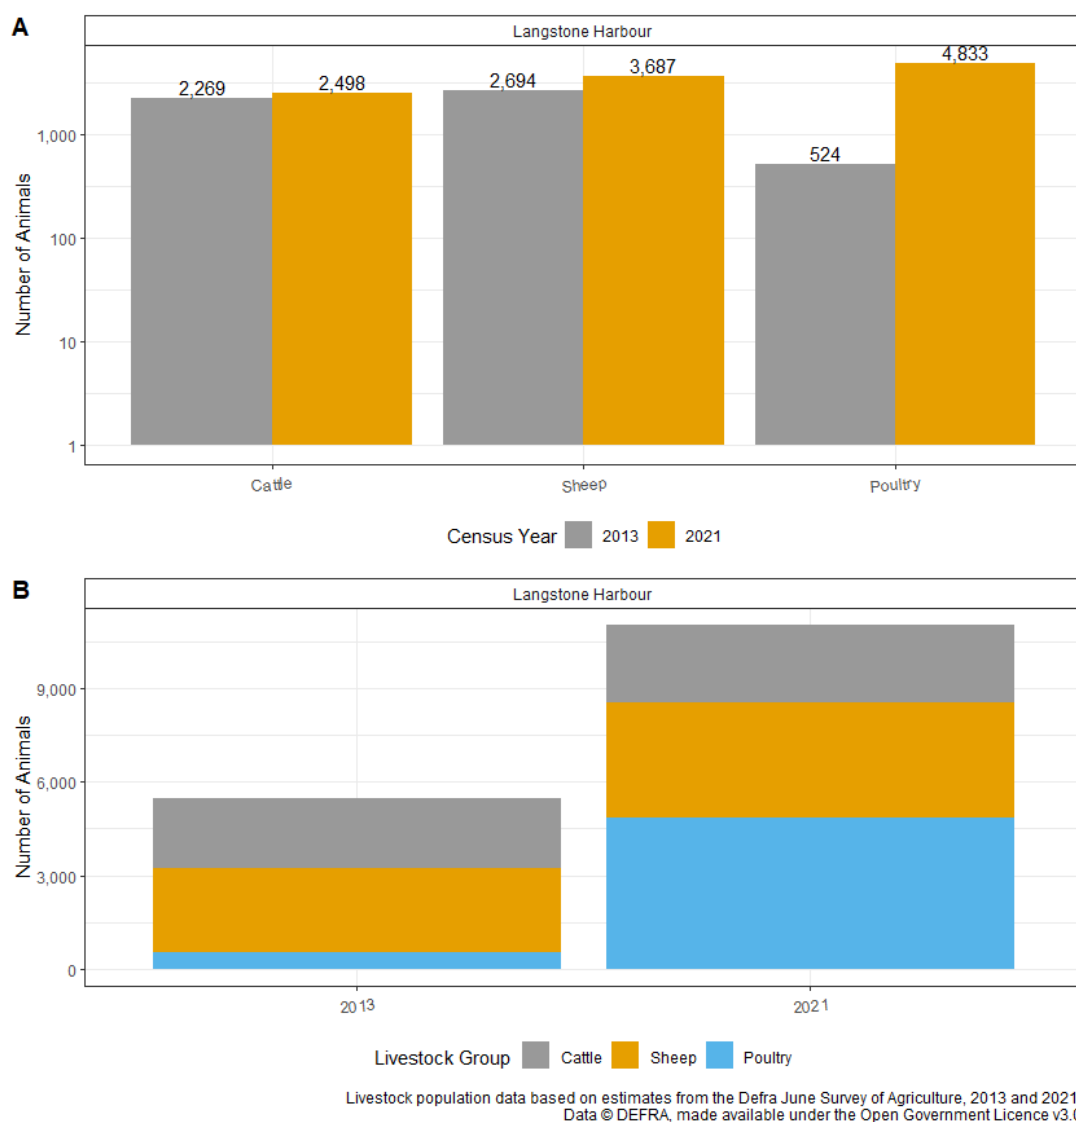 A
Langstone Harbour
Number of Animals
1,000
100
10
1
2,269
2,498
2,694
3,687
524
4,833
Cattle
Sheep
Poultry
Census Year 2013 2021
B
Langstone Harbour
Number of Animals
9,000
6,000
3,000
0
2013
2021
Livestock Group Cattle Sheep Poultry
Livestock population data based on estimates from the Defra June Survey of Agriculture, 2013 and 2021
Data © DEFRA, made available under the Open Government Licence v3.0